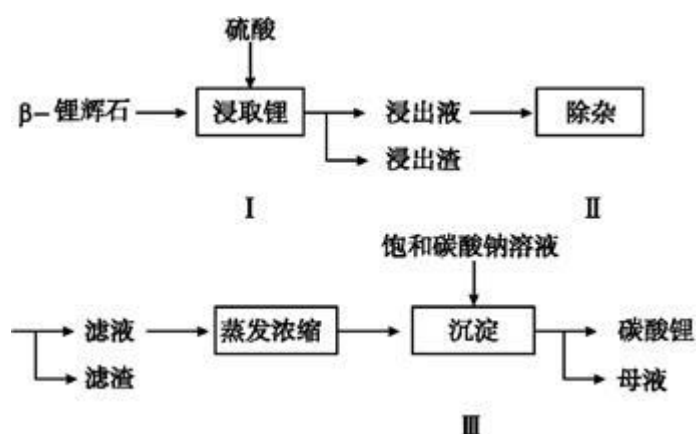 硫酸
β-锂辉石 浸取锂 浸出液 除杂
浸出渣
Ⅰ Ⅱ
饱和碳酸钠溶液
滤液 蒸发浓缩 沉淀 碳酸锂
滤渣 母液
Ⅲ